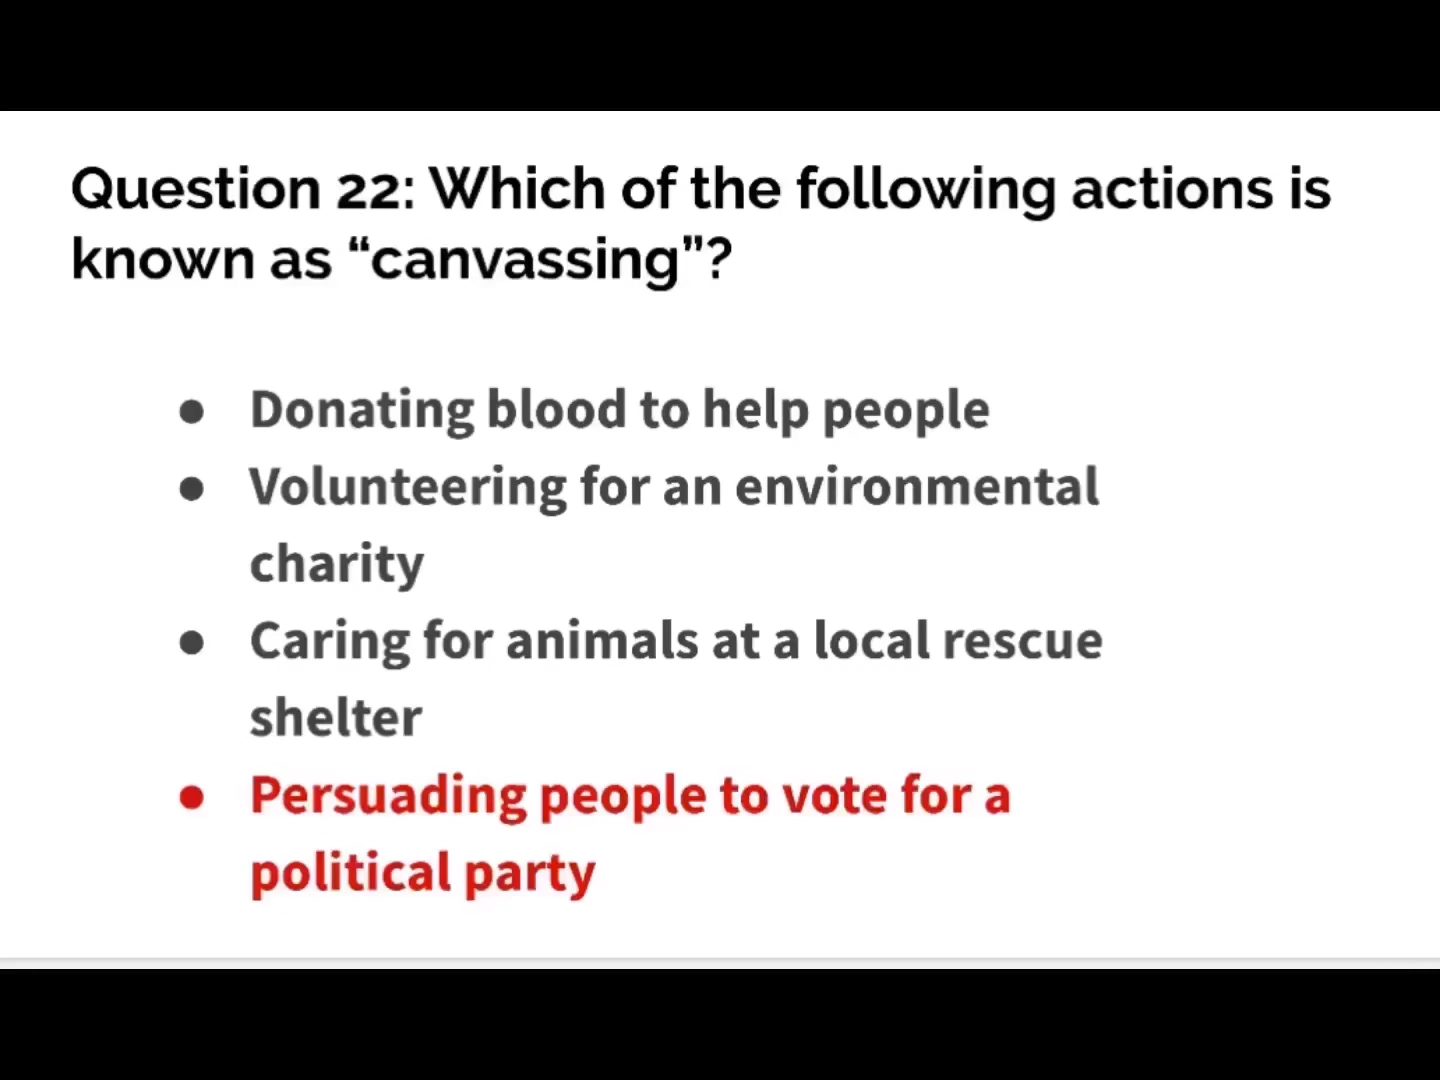 Question 22: Which of the following actions is
known as “canvassing”?
● Donating blood to help people
● Volunteering for an environmental
charity
● Caring for animals at a local rescue
shelter
● Persuading people to vote for a
political party